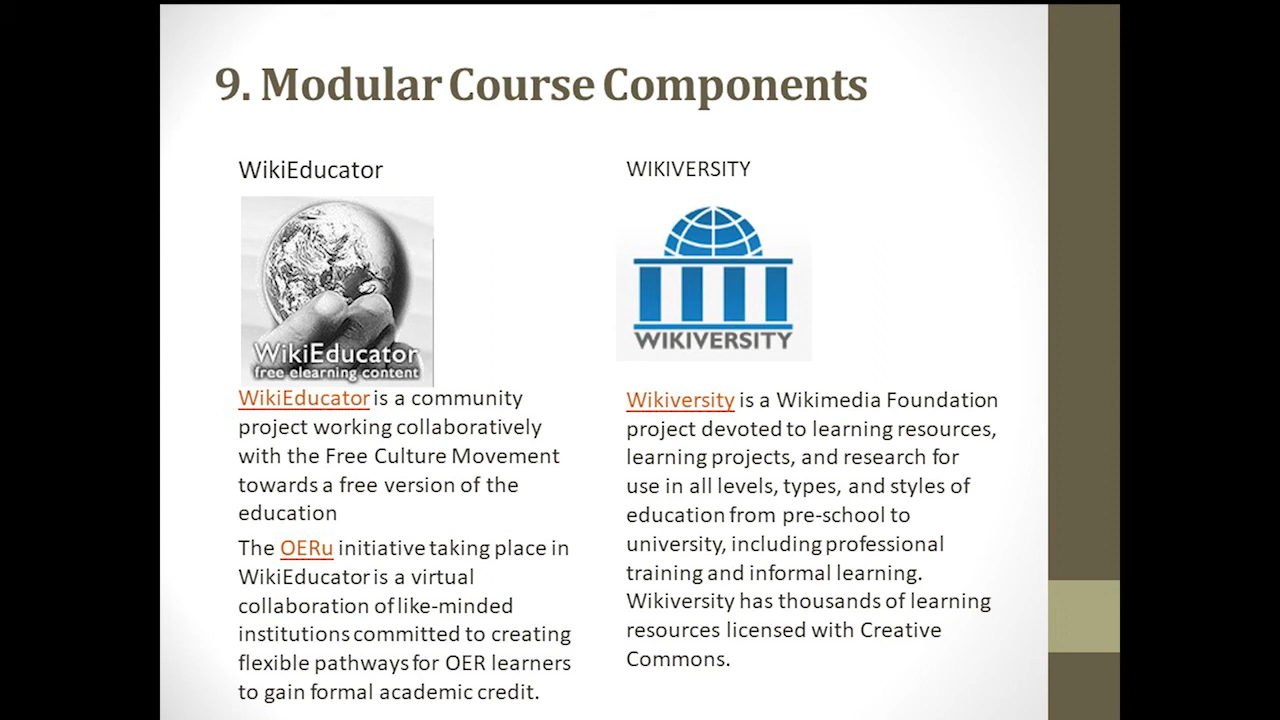 9. Modular Course Components
WikiEducator
WikiEducator
free elearning content
WikiEducator is a community
project working collaboratively
with the Free Culture Movement
towards a free version of the
education
The OERu initiative taking place in
WikiEducator is a virtual
collaboration of like-minded
institutions committed to creating
flexible pathways for OER learners
to gain formal academic credit.
WIKIVERSITY
WIKIVERSITY
Wikiversity is a Wikimedia Foundation
project devoted to learning resources,
learning projects, and research for
use in all levels, types, and styles of
education from pre-school to
university, including professional
training and informal learning.
Wikiversity has thousands of learning
resources licensed with Creative
Commons.